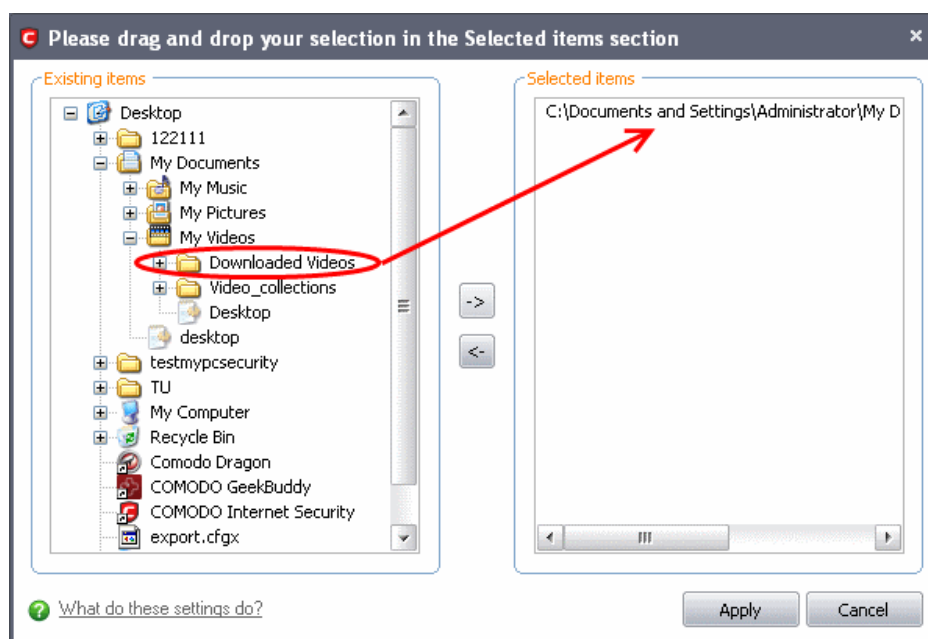 Please drag and drop your selection in the Selected items section
Existing items
Desktop
122111
My Documents
My Music
My Pictures
My Videos
Downloaded Videos
Video_collections
Desktop
desktop
testmypcsecurity
TU
My Computer
Recycle Bin
Comodo Dragon
COMODO GeekBuddy
COMODO Internet Security
export.cfgx
->
<-
Selected items
C:\Documents and Settings\Administrator\My D
What do these settings do?
Apply
Cancel